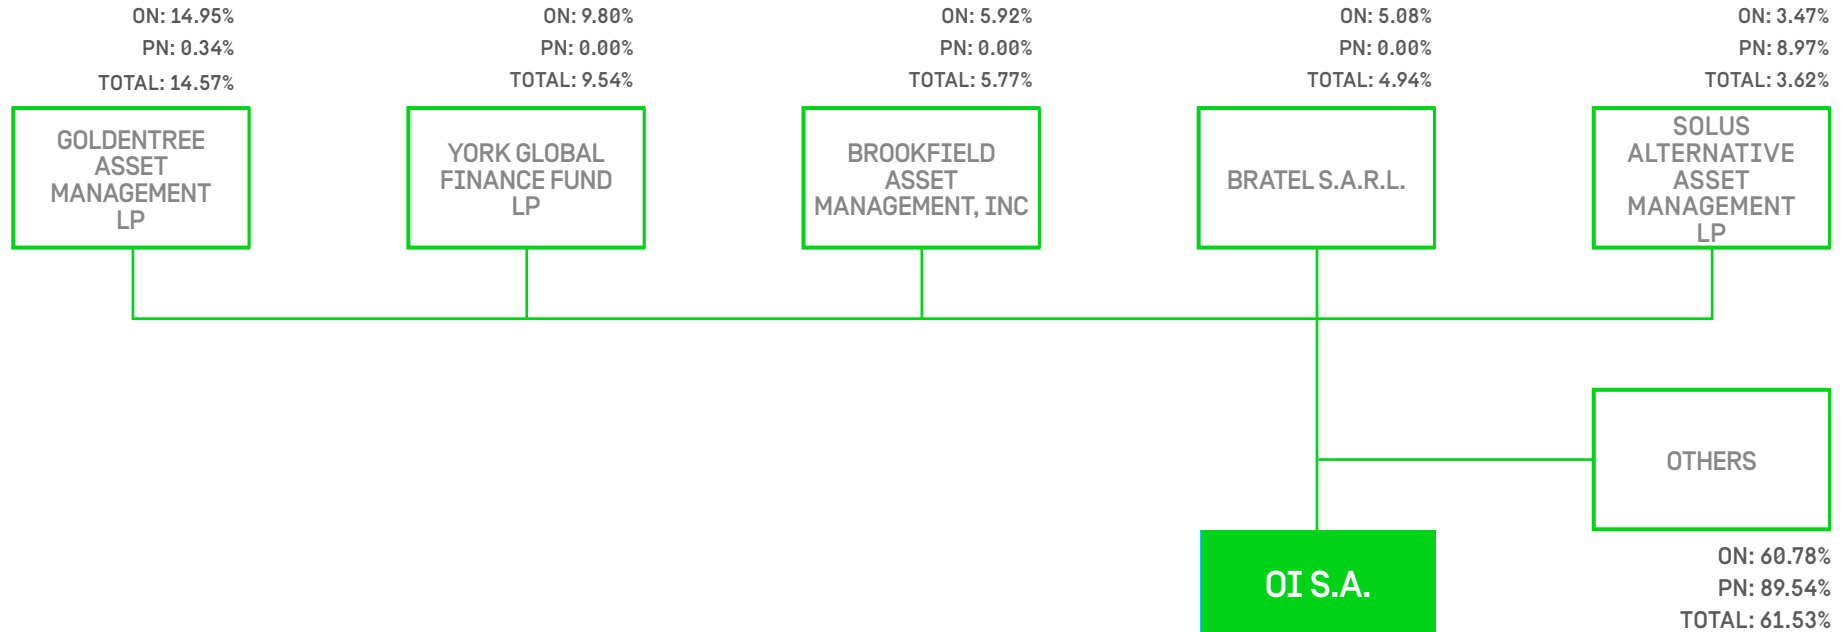 ON: 14.95%
PN: 0.34%
TOTAL: 14.57%
GOLDENTREE
ASSET
MANAGEMENT
LP
ON: 9.80%
PN: 0.00%
TOTAL: 9.54%
YORK GLOBAL
FINANCE FUND
LP
ON: 5.92%
PN: 0.00%
TOTAL: 5.77%
BROOKFIELD
ASSET
MANAGEMENT, INC
ON: 5.08%
PN: 0.00%
TOTAL: 4.94%
BRATEL S.A.R.L.
ON: 3.47%
PN: 8.97%
TOTAL: 3.62%
SOLUS
ALTERNATIVE
ASSET
MANAGEMENT
LP
OTHERS
ON: 60.78%
PN: 89.54%
TOTAL: 61.53%
OI S.A.